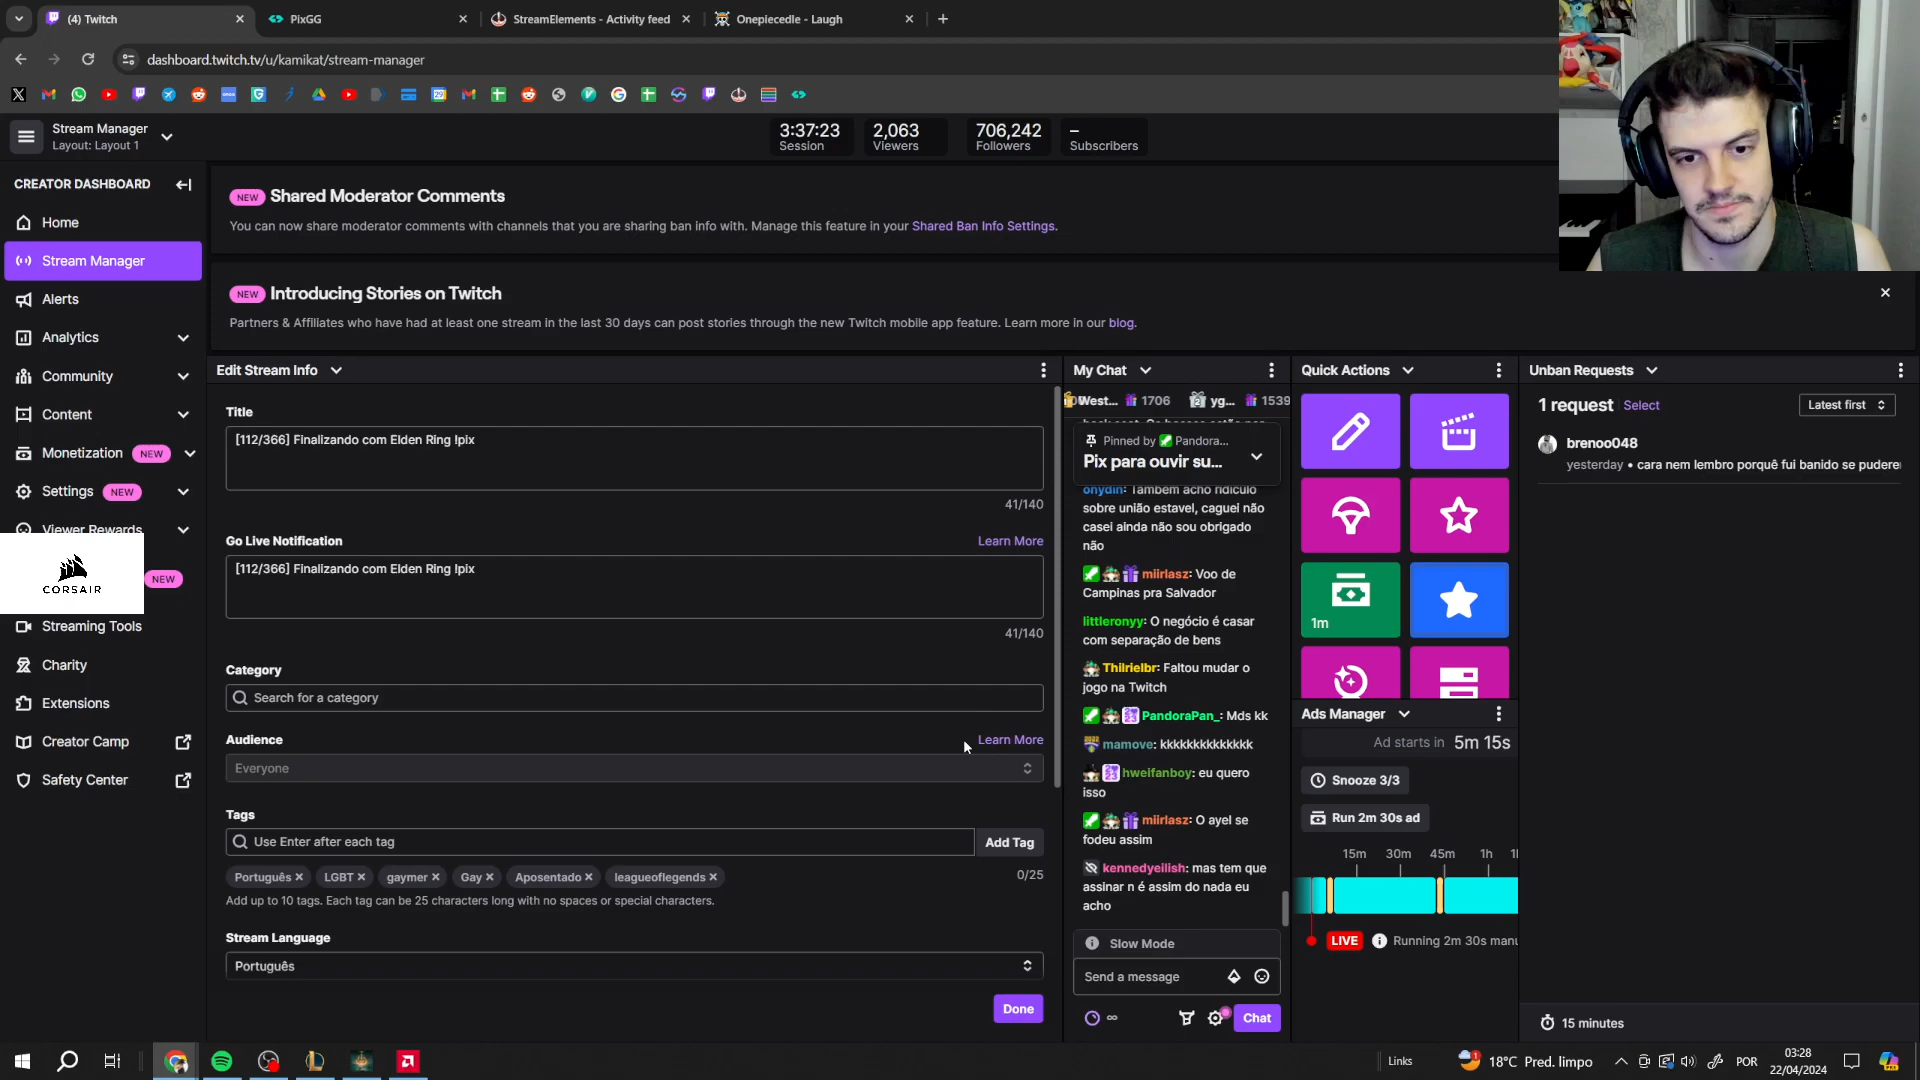 (4) Twitch
PixGG
StreamElements - Activity feed
Onepiecedle - Laugh
dashboard.twitch.tv/u/kamikat/stream-manager
Stream Manager
Layout: Layout 1
3:37:23
Session
2,063
Viewers
706,242
Followers
–
Subscribers
CREATOR DASHBOARD
Home
Stream Manager
Alerts
Analytics
Community
Content
Monetization NEW
Settings NEW
Viewer Rewards
CORSAIR
NEW
Streaming Tools
Charity
Extensions
Creator Camp
Safety Center
NEW Shared Moderator Comments
You can now share moderator comments with channels that you are sharing ban info with. Manage this feature in your Shared Ban Info Settings.
NEW Introducing Stories on Twitch
Partners & Affiliates who have had at least one stream in the last 30 days can post stories through the new Twitch mobile app feature. Learn more in our blog.
Edit Stream Info
Title
[112/366] Finalizando com Elden Ring !pix
41/140
Go Live Notification
Learn More
[112/366] Finalizando com Elden Ring !pix
41/140
Category
Search for a category
Audience
Learn More
Everyone
Tags
Use Enter after each tag
Add Tag
Português
LGBT
gaymer
Gay
Aposentado
leagueoflegends
0/25
Add up to 10 tags. Each tag can be 25 characters long with no spaces or special characters.
Stream Language
Português
Done
My Chat
West... 1706
yg... 1539
Pinned by Pandora...
Pix para ouvir su...
onydin: Também acho ridículo
sobre união estavel, caguei não
casei ainda não sou obrigado
não
miirlasz: Voo de
Campinas pra Salvador
littleronyy: O negócio é casar
com separação de bens
Thilrielbr: Faltou mudar o
jogo na Twitch
PandoraPan_: Mds kk
mamove: kkkkkkkkkkkkk
hweifanboy: eu quero
isso
miirlasz: O ayel se
fodeu assim
kennedyeilish: mas tem que
assinar n é assim do nada eu
acho
Slow Mode
Send a message
Chat
Quick Actions
1m
Ads Manager
Ad starts in 5m 15s
Snooze 3/3
Run 2m 30s ad
15m 30m 45m 1h
LIVE Running 2m 30s manu
Unban Requests
1 request Select
Latest first
brenoo048
yesterday • cara nem lembro porquê fui banido se pudere
15 minutes
Links
18°C Pred. limpo
POR
03:28
22/04/2024